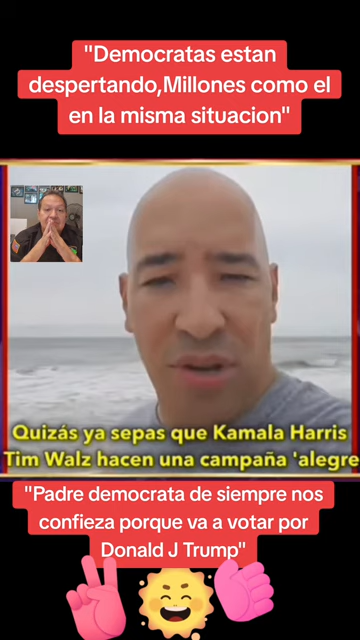 "Democratas estan
despertando,Millones como el
en la misma situacion"
Quizás ya sepas que Kamala Harris
Tim Walz hacen una campaña 'alegre
"Padre democrata de siempre nos
confieza porque va a votar por
Donald J Trump"